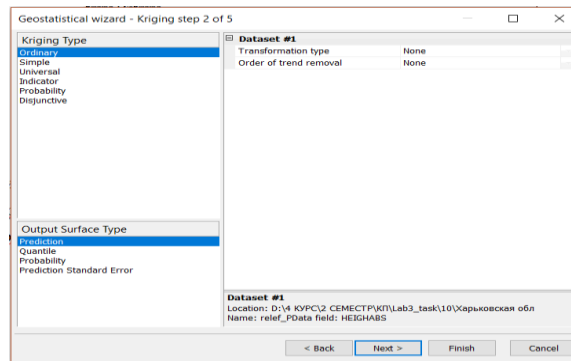 Geostatistical wizard - Kriging step 2 of 5
Kriging Type
Ordinary
Simple
Universal
Indicator
Probability
Disjunctive
Output Surface Type
Prediction
Quantile
Probability
Prediction Standard Error
Dataset #1
Transformation type None
Order of trend removal None
Dataset #1
Location: D:\4 КУРС\2 СЕМЕСТР\КП\Lab3_task\10\Харьковская обл
Name: relef_PData field: HEIGHABS
< Back Next > Finish Cancel